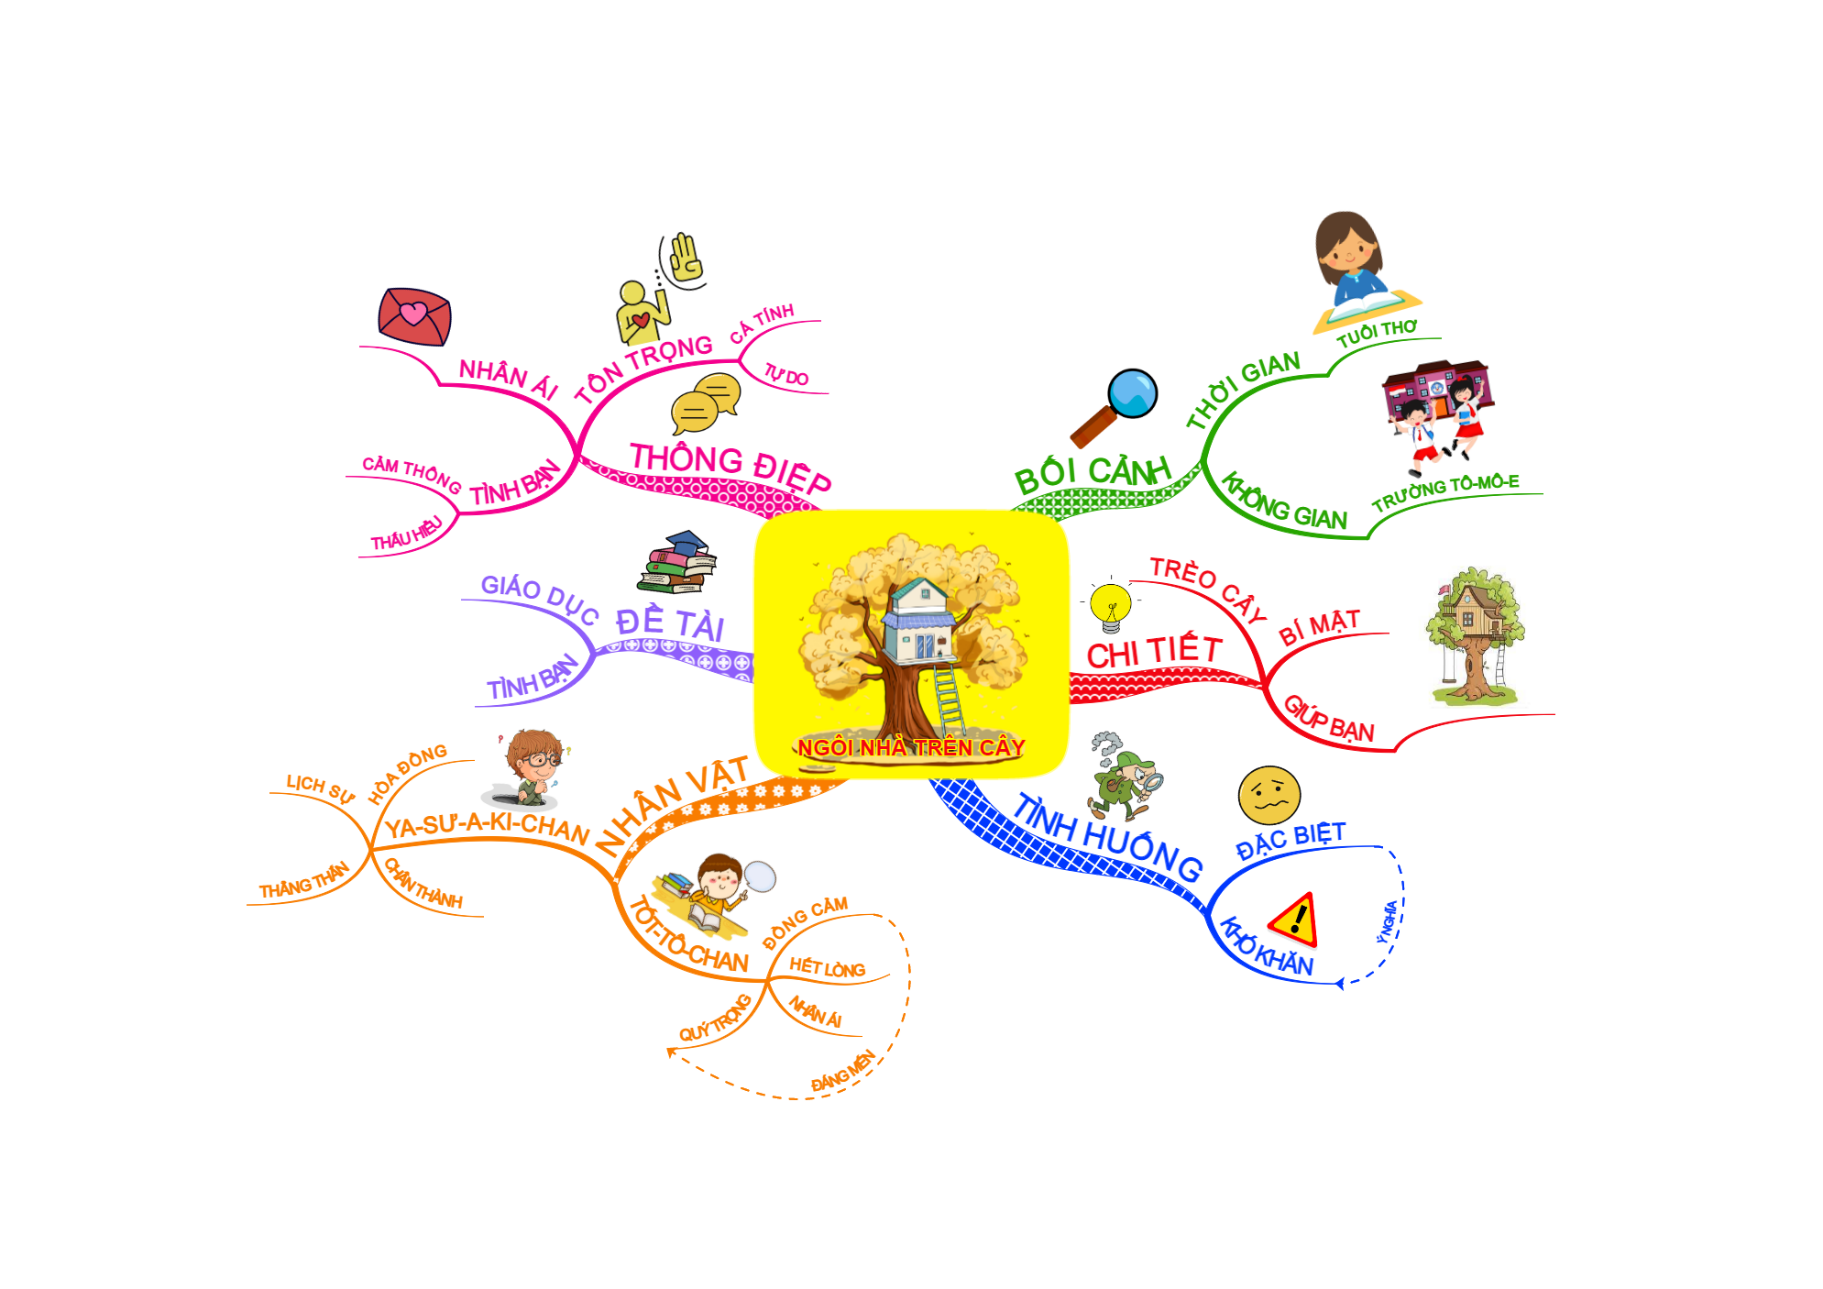 NGÔI NHÀ TRÊN CÂY
BỐI CẢNH
THỜI GIAN
TUỔI THƠ
KHÔNG GIAN
TRƯỜNG TÔ-MÔ-E
CHI TIẾT
TRÈO CÂY
BÍ MẬT
GIÚP BẠN
TÌNH HUỐNG
ĐẶC BIỆT
KHÓ KHĂN
Ý NGHĨA
NHÂN VẬT
TỐT-TÔ-CHAN
ĐỒNG CẢM
HẾT LÒNG
NHÂN ÁI
QUÝ TRỌNG
ĐÁNG MẾN
YA-SƯ-A-KI-CHAN
HÒA ĐỒNG
LỊCH SỰ
THẲNG THẮN
CHÂN THÀNH
ĐỀ TÀI
GIÁO DỤC
TÌNH BẠN
THÔNG ĐIỆP
TÔN TRỌNG
CÁ TÍNH
TỰ DO
NHÂN ÁI
TÌNH BẠN
CẢM THÔNG
THẤU HIỂU